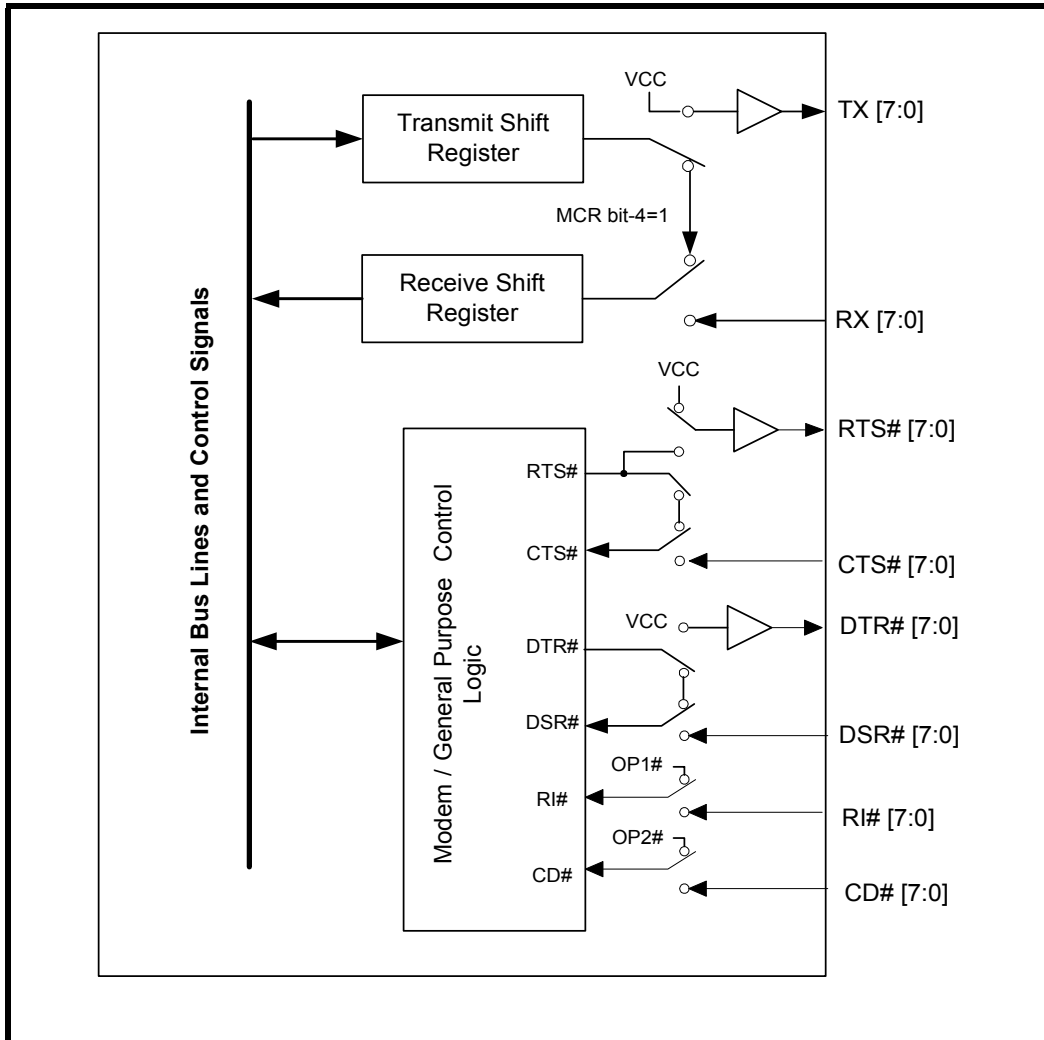 VCC
TX [7:0]
Transmit Shift
Register
MCR bit-4=1
Receive Shift
Register
RX [7:0]
Internal Bus Lines and Control Signals
VCC
RTS# [7:0]
RTS#
CTS#
CTS# [7:0]
Modem / General Purpose Control
Logic
VCC
DTR# [7:0]
DTR#
DSR#
DSR# [7:0]
OP1#
RI#
RI# [7:0]
OP2#
CD#
CD# [7:0]